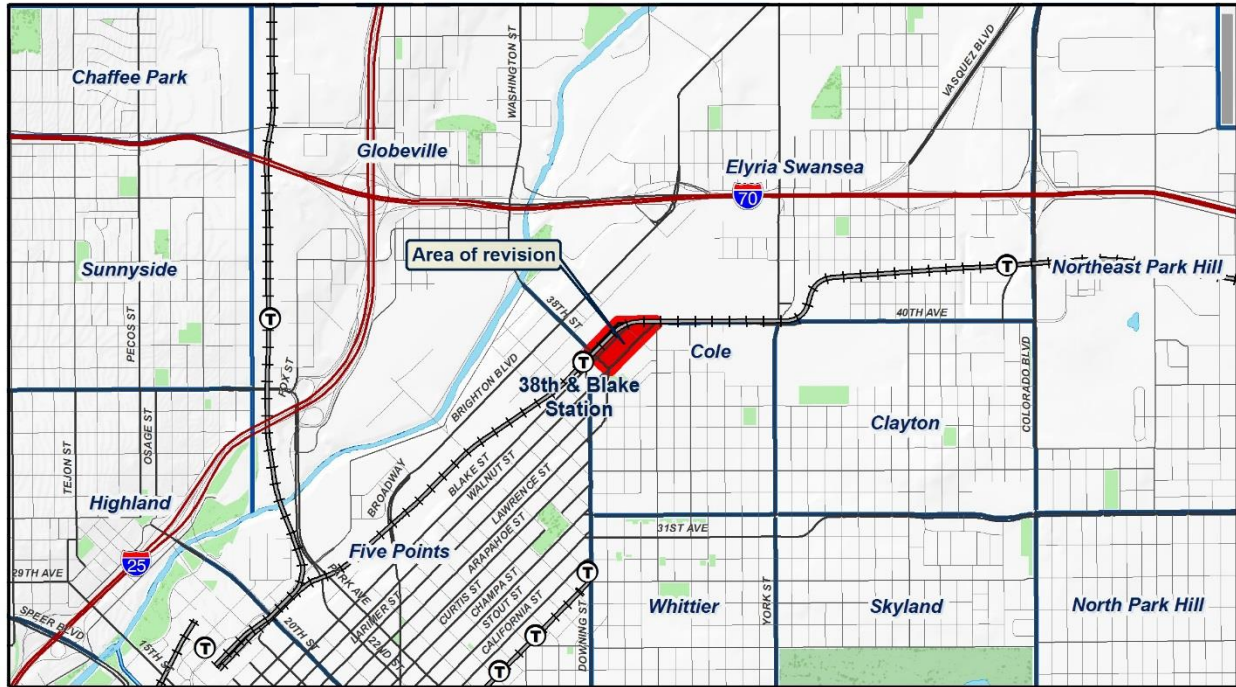 Chaffee Park
Globeville
WASHINGTON ST
VASQUEZ BLVD
Elyria Swansea
70
Area of revision
Sunnyside
PECOS ST
FOX ST
38TH ST
T
T
T
Northeast Park Hill
40TH AVE
Cole
38th & Blake
Station
BRIGHTON BLVD
Clayton
COLORADO BLVD
TEJON ST
OSAGE ST
Highland
BROADWAY
BLAKE ST
WALNUT ST
LAWRENCE ST
ARAPAHOE ST
31ST AVE
Five Points
25
29TH AVE
PARK AVE
CURTIS ST
CHAMPA ST
STOUT ST
CALIFORNIA ST
LARIMER ST
22ND ST
20TH ST
SPEER BLVD
15TH S
T
T
T
T
DOWNING ST
Whittier
YORK ST
Skyland
North Park Hill